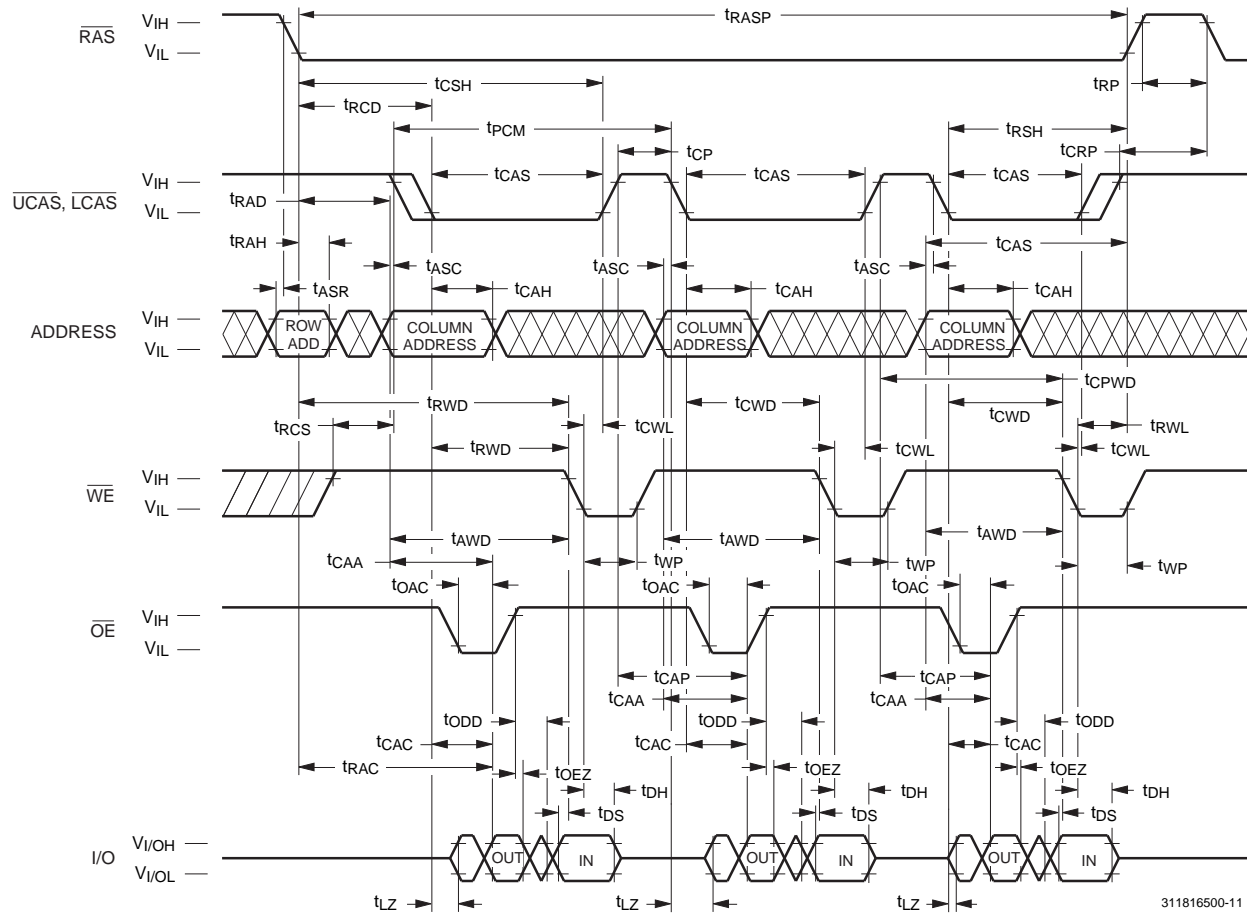 tRASP
RAS
VIH
VIL
tCSH
tRP
tRCD
tPCM
tRSH
tCP
tCRP
UCAS, LCAS
VIH
VIL
tCAS
tCAS
tCAS
tRAD
tRAH
tCAS
tASC
tASC
tASC
tASR
tCAH
tCAH
tCAH
ADDRESS
VIH
VIL
ROW ADD
COLUMN ADDRESS
COLUMN ADDRESS
COLUMN ADDRESS
tCPWD
tRWD
tCWD
tCWD
tRCS
tCWL
tRWL
tRWD
tCWL
tCWL
WE
VIH
VIL
tAWD
tAWD
tAWD
tCAA
tWP
tWP
tWP
tOAC
tOAC
tOAC
OE
VIH
VIL
tCAP
tCAP
tCAA
tCAA
tODD
tODD
tODD
tCAC
tCAC
tCAC
tRAC
tOEZ
tOEZ
tOEZ
tDH
tDH
tDH
tDS
tDS
tDS
I/O
VI/OH
VI/OL
OUT
IN
OUT
IN
OUT
IN
tLZ
tLZ
tLZ
311816500-11